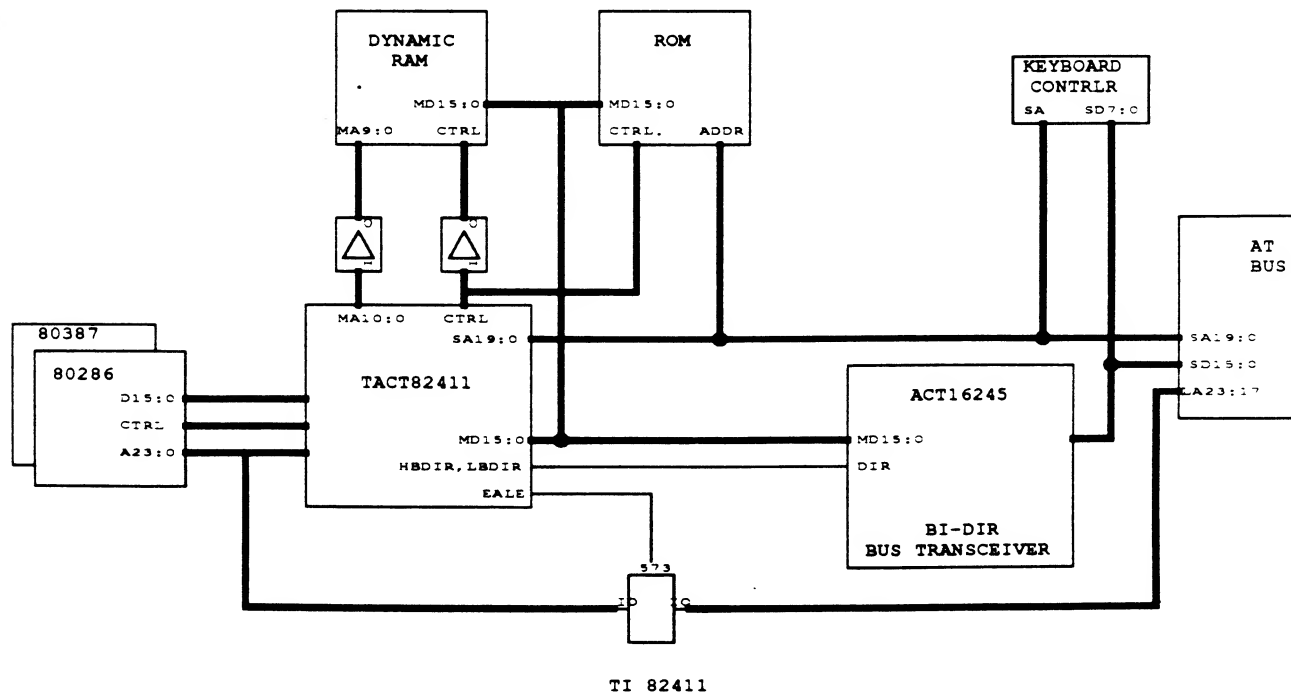 DYNAMIC
RAM
MD15:0
MA9:0
CTRL
ROM
MD15:0
CTRL.
ADDR
KEYBOARD
CONTRLR
SA
SD7:0
O
I
O
I
AT
BUS
SA19:0
SD15:0
LA23:17
MA10:0
CTRL
SA19:0
TACT82411
MD15:0
HBDIR,LBDIR
EALE
80387
80286
D15:0
CTRL
A23:0
ACT16245
MD15:0
DIR
BI-DIR
BUS TRANSCEIVER
573
TI 82411